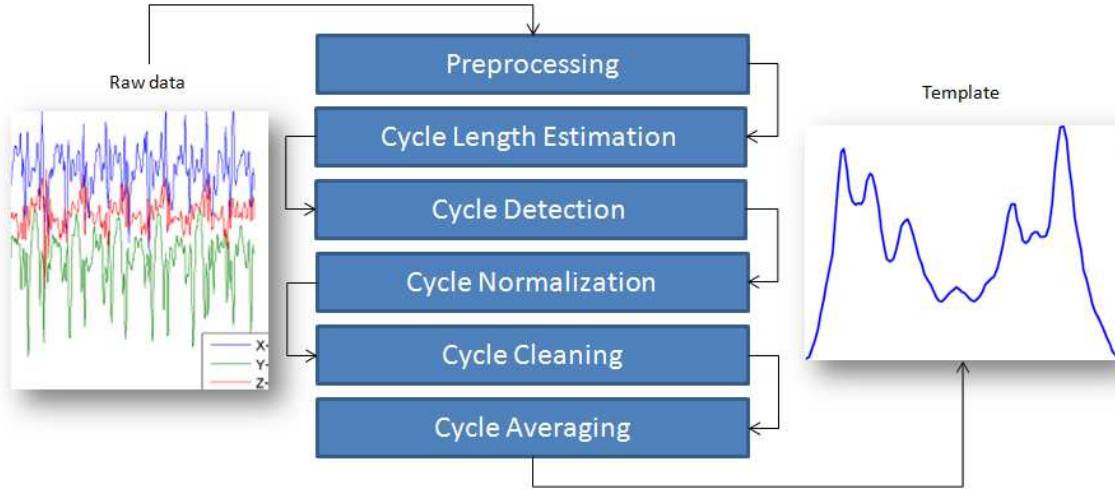 Raw data
Preprocessing
Cycle Length Estimation
Cycle Detection
Cycle Normalization
Cycle Cleaning
Cycle Averaging
X
Y
Z
Template